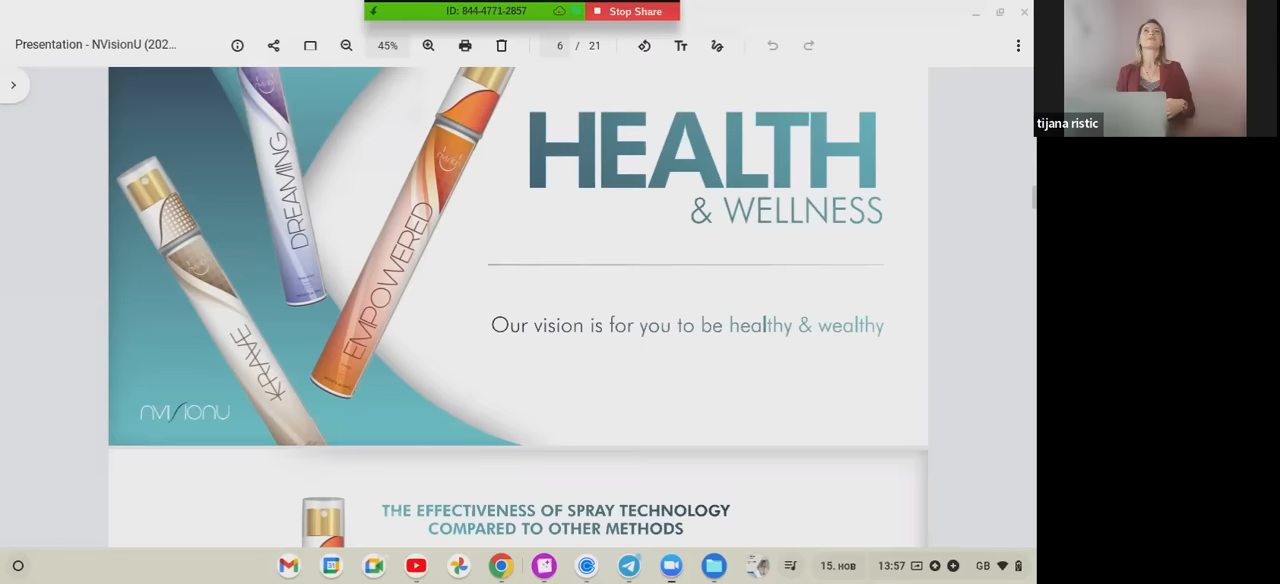 ID: 844-4771-2857
Stop Share
Presentation - NVisionU (202...
45%
6 / 21
tijana ristic
HEALTH
& WELLNESS
DREAMING
EMPOWERED
KRAVE
Our vision is for you to be healthy & wealthy
nvisionu
THE EFFECTIVENESS OF SPRAY TECHNOLOGY
COMPARED TO OTHER METHODS
15. нов
13:57
GB